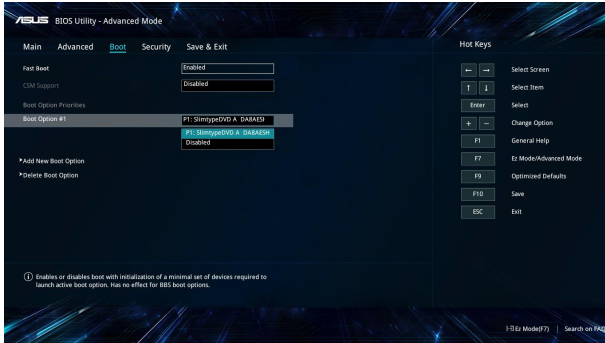 ASUS BIOS Utility - Advanced Mode
Main Advanced Boot Security Save & Exit
Hot Keys
Fast Boot Enabled
CSM Support Disabled
Boot Option Priorities
Boot Option #1 P1: SlimtypeDVD A DA8AESI
P1: SlimtypeDVD A DA8AESH
Disabled
Add New Boot Option
Delete Boot Option
← → Select Screen
↑ ↓ Select Item
Enter Select
+ − Change Option
F1 General Help
F7 Ez Mode/Advanced Mode
F9 Optimized Defaults
F10 Save
ESC Exit
Enables or disables boot with initialization of a minimal set of devices required to
launch active boot option. Has no effect for BBS boot options.
Ez Mode(F7) | Search on FAQ